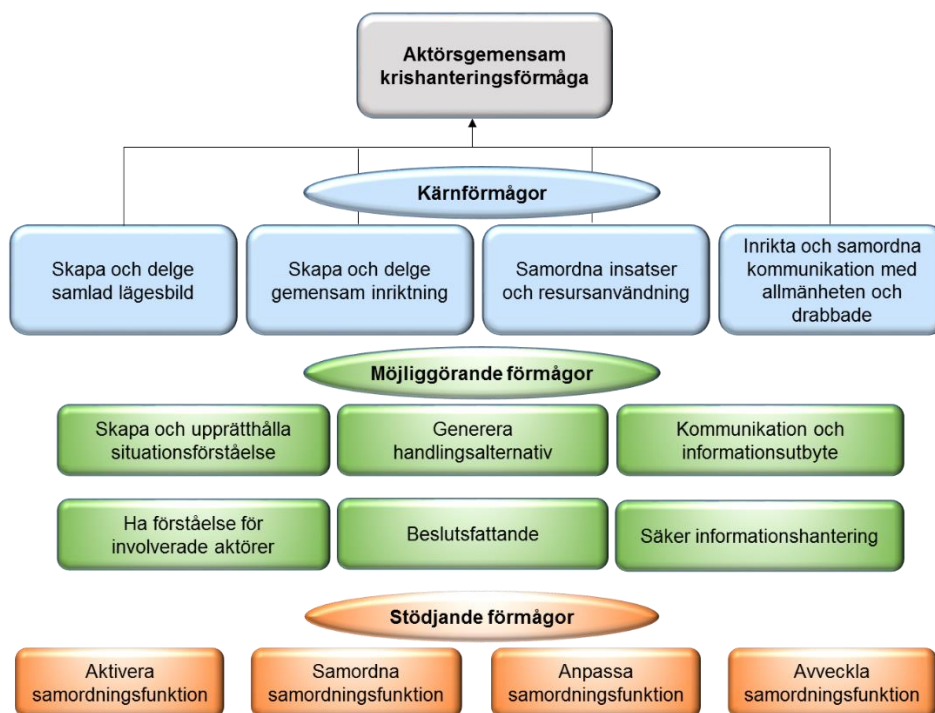 Aktörsgemensam
krishanteringsförmåga
Kärnförmågor
Skapa och delge
samlad lägesbild
Skapa och delge
gemensam inriktning
Samordna insatser
och resursanvändning
Inrikta och samordna
kommunikation med
allmänheten och
drabbade
Möjliggörande förmågor
Skapa och upprätthålla
situationsförståelse
Generera
handlingsalternativ
Kommunikation och
informationsutbyte
Ha förståelse för
involverade aktörer
Beslutsfattande
Säker informationshantering
Stödjande förmågor
Aktivera
samordningsfunktion
Samordna
samordningsfunktion
Anpassa
samordningsfunktion
Avveckla
samordningsfunktion